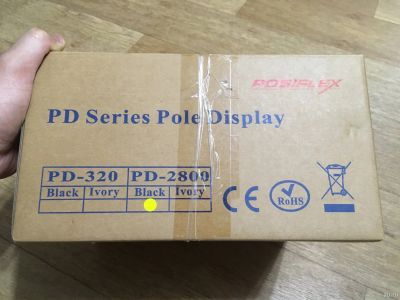 POSIFLEX
PD Series Pole Display
PD-320 PD-2800
Black Ivory Black Ivory
CE
RoHS